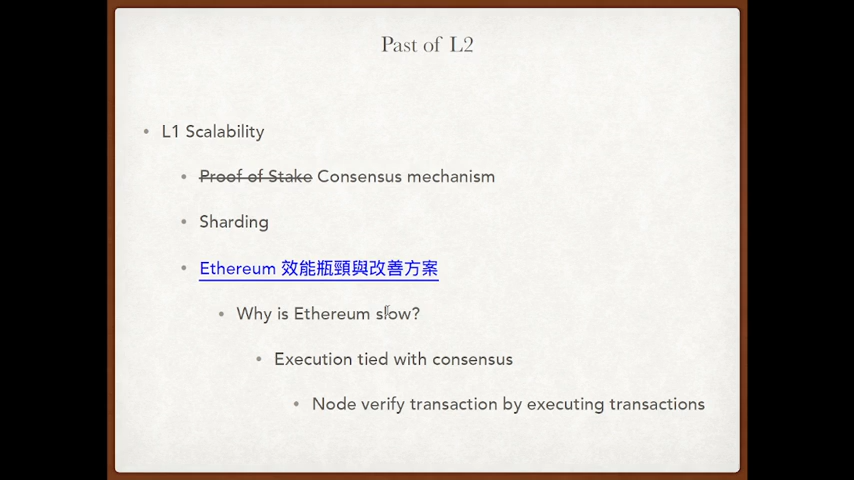 Past of L2
L1 Scalability
Proof of Stake Consensus mechanism
Sharding
Ethereum 效能瓶頸與改善方案
Why is Ethereum slow?
Execution tied with consensus
Node verify transaction by executing transactions